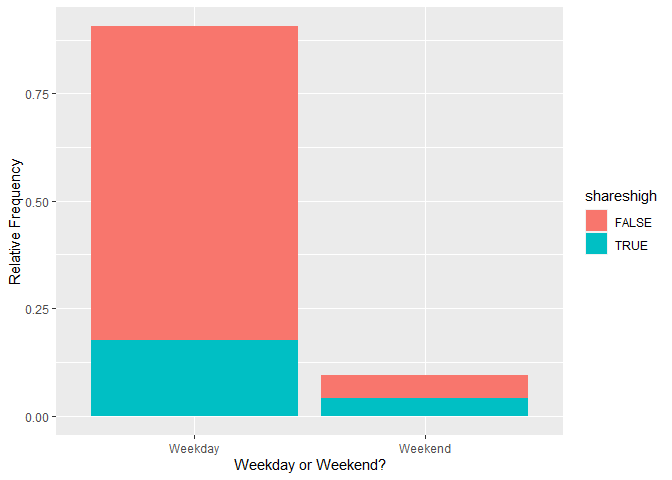 0.75
0.50
0.25
0.00
Relative Frequency
Weekday
Weekend
Weekday or Weekend?
shareshigh
FALSE
TRUE